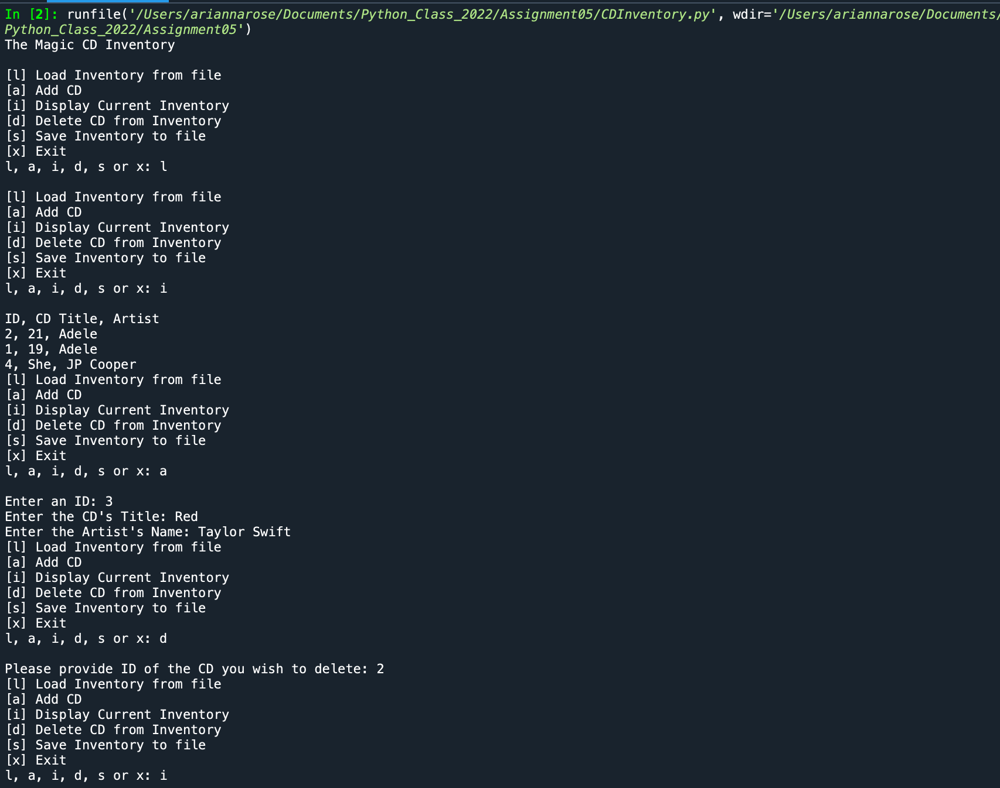 In [2]: runfile('/Users/ariannarose/Documents/Python_Class_2022/Assignment05/CDInventory.py', wdir='/Users/ariannarose/Documents/
Python_Class_2022/Assignment05')
The Magic CD Inventory
[l] Load Inventory from file
[a] Add CD
[i] Display Current Inventory
[d] Delete CD from Inventory
[s] Save Inventory to file
[x] Exit
l, a, i, d, s or x: l
[l] Load Inventory from file
[a] Add CD
[i] Display Current Inventory
[d] Delete CD from Inventory
[s] Save Inventory to file
[x] Exit
l, a, i, d, s or x: i
ID, CD Title, Artist
2, 21, Adele
1, 19, Adele
4, She, JP Cooper
[l] Load Inventory from file
[a] Add CD
[i] Display Current Inventory
[d] Delete CD from Inventory
[s] Save Inventory to file
[x] Exit
l, a, i, d, s or x: a
Enter an ID: 3
Enter the CD's Title: Red
Enter the Artist's Name: Taylor Swift
[l] Load Inventory from file
[a] Add CD
[i] Display Current Inventory
[d] Delete CD from Inventory
[s] Save Inventory to file
[x] Exit
l, a, i, d, s or x: d
Please provide ID of the CD you wish to delete: 2
[l] Load Inventory from file
[a] Add CD
[i] Display Current Inventory
[d] Delete CD from Inventory
[s] Save Inventory to file
[x] Exit
l, a, i, d, s or x: i